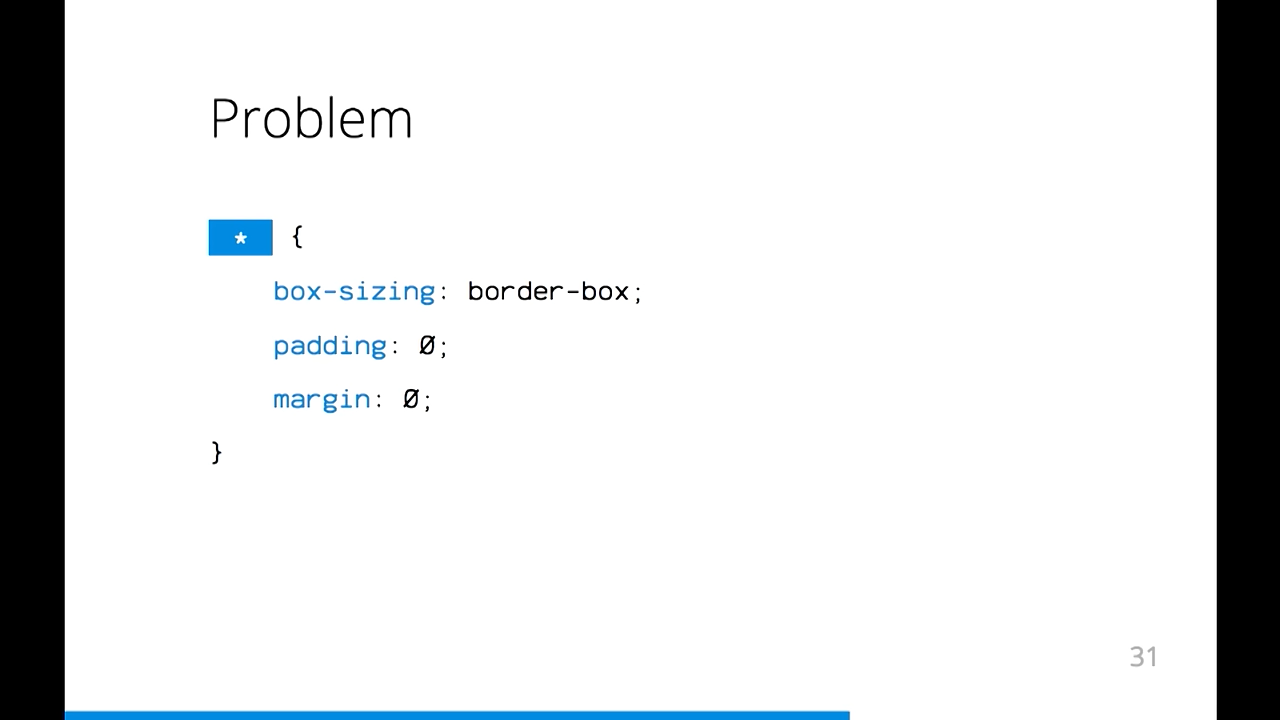 Problem
* {
box-sizing: border-box;
padding: 0;
margin: 0;
}
31